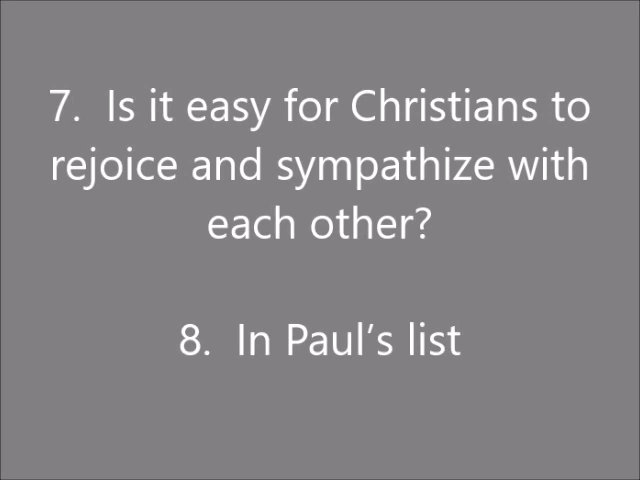 7.  Is it easy for Christians to
rejoice and sympathize with
each other?
8.  In Paul’s list